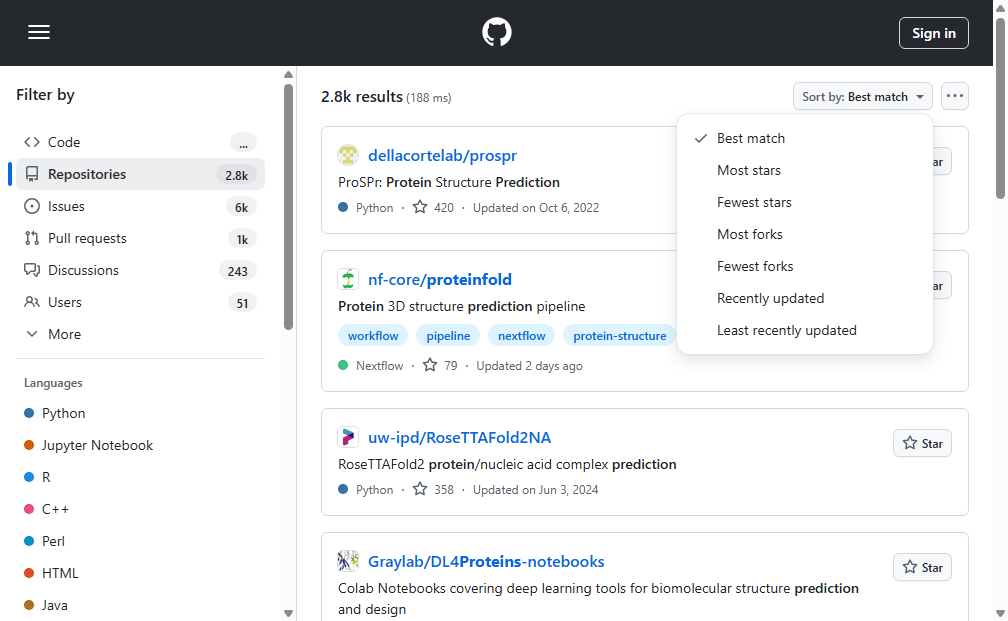 Sign in
Filter by
Code
...
Repositories
2.8k
Issues
6k
Pull requests
1k
Discussions
243
Users
51
More
Languages
Python
Jupyter Notebook
R
C++
Perl
HTML
Java
2.8k results (188 ms)
Sort by: Best match
Best match
Most stars
Fewest stars
Most forks
Fewest forks
Recently updated
Least recently updated
dellacortelab/prospr
ar
ProSPr: Protein Structure Prediction
Python · 420 · Updated on Oct 6, 2022
nf-core/proteinfold
ar
Protein 3D structure prediction pipeline
workflow pipeline nextflow protein-structure
Nextflow · 79 · Updated 2 days ago
uw-ipd/RoseTTAFold2NA
Star
RoseTTAFold2 protein/nucleic acid complex prediction
Python · 358 · Updated on Jun 3, 2024
Graylab/DL4Proteins-notebooks
Star
Colab Notebooks covering deep learning tools for biomolecular structure prediction
and design